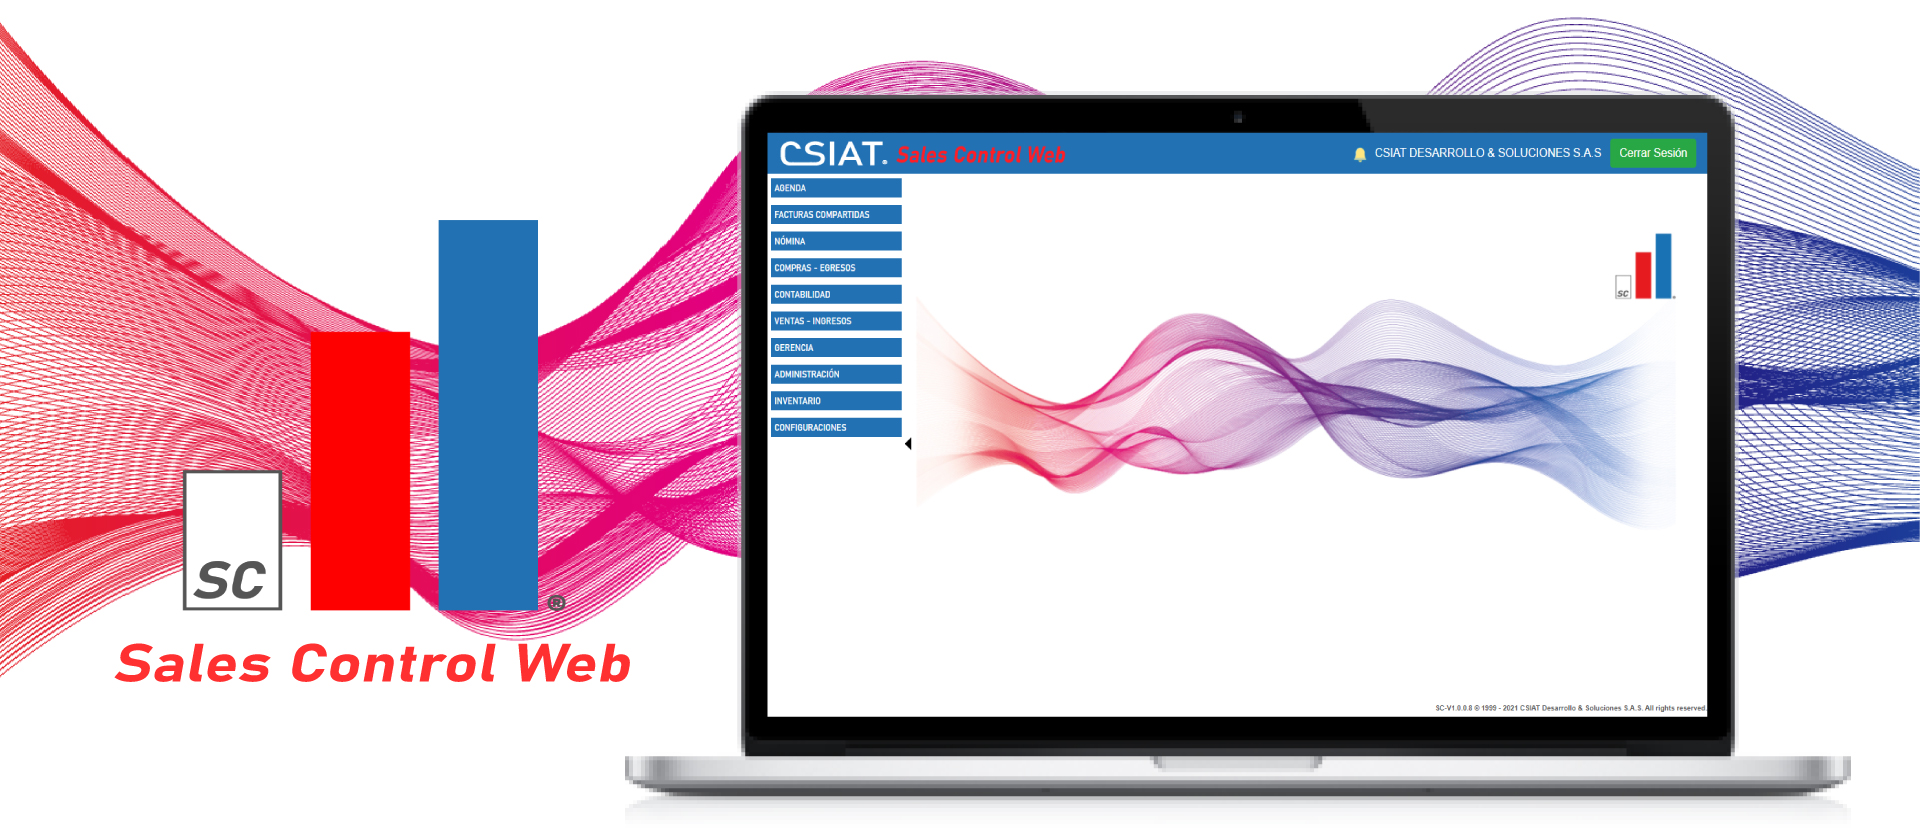 SC
®
Sales Control Web
CSIAT. Sales Control Web
CSIAT DESARROLLO & SOLUCIONES S.A.S
Cerrar Sesión
AGENDA
FACTURAS COMPARTIDAS
NÓMINA
COMPRAS - EGRESOS
CONTABILIDAD
VENTAS - INGRESOS
GERENCIA
ADMINISTRACIÓN
INVENTARIO
CONFIGURACIONES
SC
SC-V1.0.0.8 © 1999 - 2021 CSIAT Desarrollo & Soluciones S.A.S. All rights reserved.